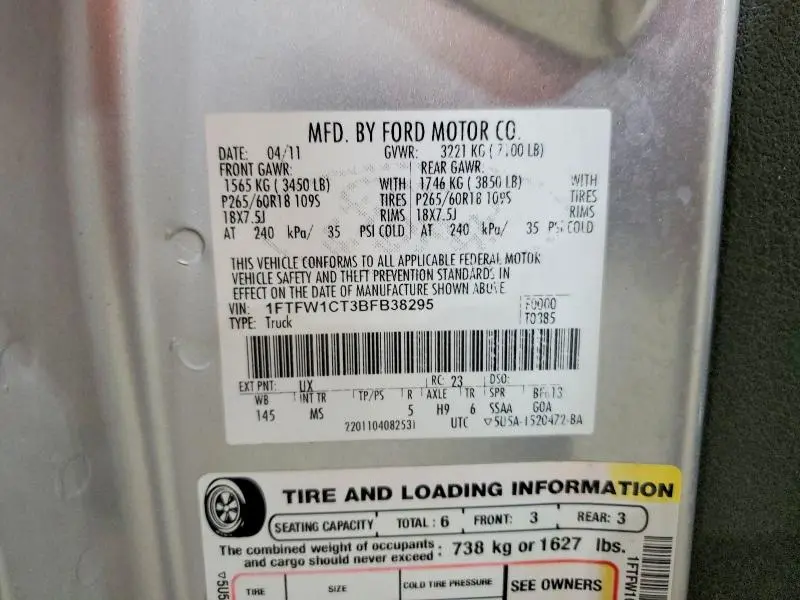 MFD. BY FORD MOTOR CO.
DATE: 04/11 GVWR: 3221 KG ( 7100 LB)
FRONT GAWR: REAR GAWR:
1565 KG ( 3450 LB) WITH 1746 KG ( 3850 LB) WITH
P265/60R18 109S TIRES P265/60R18 109S TIRES
18X7.5J RIMS 18X7.5J RIMS
AT 240 kPa/ 35 PSI COLD AT 240 kPa/ 35 PSI COLD
THIS VEHICLE CONFORMS TO ALL APPLICABLE FEDERAL MOTOR
VEHICLE SAFETY AND THEFT PREVENTION STANDARDS IN
EFFECT ON THE DATE OF MANUFACTURE SHOWN ABOVE.
VIN: 1FTFW1CT3BFB38295 F0000
TYPE: Truck T0385
EXT PNT: UX RC: 23 DSO:
WB INT TR TP/PS R AXLE TR SPR BF613
145 MS 5 H9 6 SSAA GOA
220110408253 UTC ▽5U5A-1520472-BA
TIRE AND LOADING INFORMATION
SEATING CAPACITY TOTAL : 6 FRONT: 3 REAR: 3
The combined weight of occupants and cargo should never exceed : 738 kg or 1627 lbs.
TIRE SIZE COLD TIRE PRESSURE SEE OWNERS
▽5U5
1FTFW1